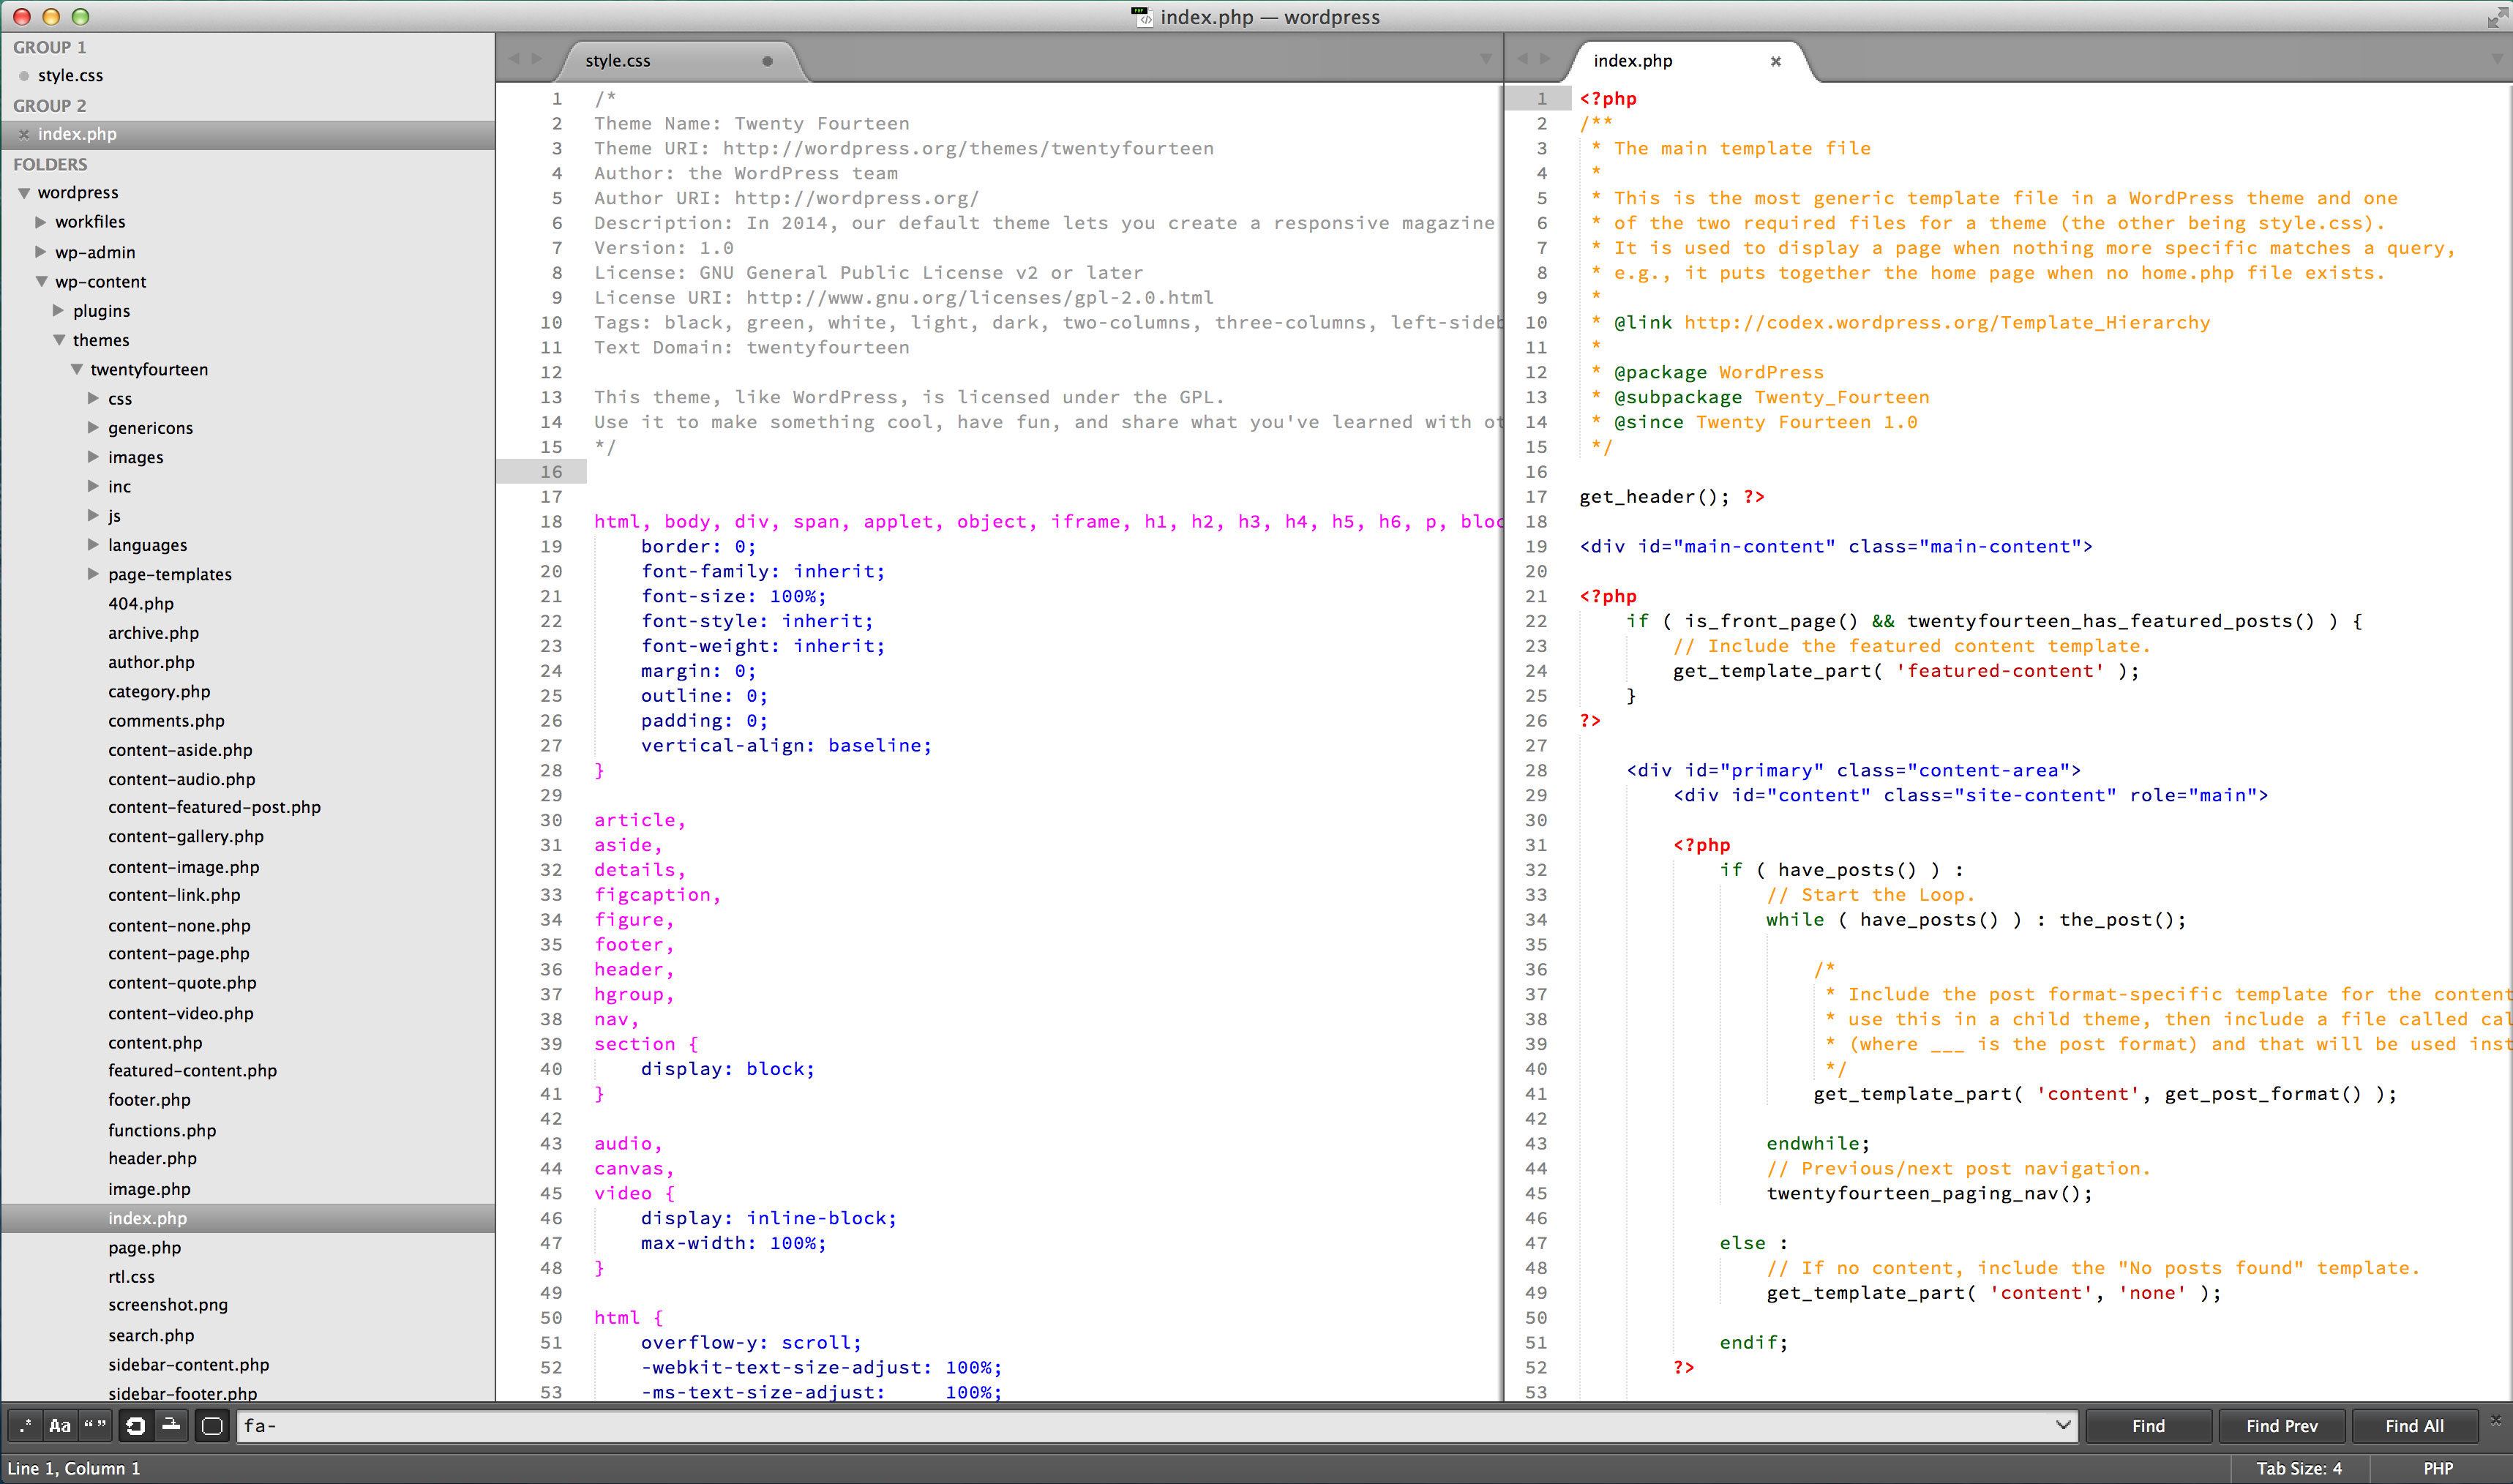 index.php — wordpress
GROUP 1
style.css
GROUP 2
index.php
FOLDERS
wordpress
workfiles
wp-admin
wp-content
plugins
themes
twentyfourteen
css
genericons
images
inc
js
languages
page-templates
404.php
archive.php
author.php
category.php
comments.php
content-aside.php
content-audio.php
content-featured-post.php
content-gallery.php
content-image.php
content-link.php
content-none.php
content-page.php
content-quote.php
content-video.php
content.php
featured-content.php
footer.php
functions.php
header.php
image.php
index.php
page.php
rtl.css
screenshot.png
search.php
sidebar-content.php
sidebar-footer.php
style.css
1 /*
2 Theme Name: Twenty Fourteen
3 Theme URI: http://wordpress.org/themes/twentyfourteen
4 Author: the WordPress team
5 Author URI: http://wordpress.org/
6 Description: In 2014, our default theme lets you create a responsive magazine
7 Version: 1.0
8 License: GNU General Public License v2 or later
9 License URI: http://www.gnu.org/licenses/gpl-2.0.html
10 Tags: black, green, white, light, dark, two-columns, three-columns, left-sideb
11 Text Domain: twentyfourteen
12
13 This theme, like WordPress, is licensed under the GPL.
14 Use it to make something cool, have fun, and share what you've learned with ot
15 */
16
17
18 html, body, div, span, applet, object, iframe, h1, h2, h3, h4, h5, h6, p, bloc
19 border: 0;
20 font-family: inherit;
21 font-size: 100%;
22 font-style: inherit;
23 font-weight: inherit;
24 margin: 0;
25 outline: 0;
26 padding: 0;
27 vertical-align: baseline;
28 }
29
30 article,
31 aside,
32 details,
33 figcaption,
34 figure,
35 footer,
36 header,
37 hgroup,
38 nav,
39 section {
40 display: block;
41 }
42
43 audio,
44 canvas,
45 video {
46 display: inline-block;
47 max-width: 100%;
48 }
49
50 html {
51 overflow-y: scroll;
52 -webkit-text-size-adjust: 100%;
53 -ms-text-size-adjust: 100%;
index.php
1 <?php
2 /**
3 * The main template file
4 *
5 * This is the most generic template file in a WordPress theme and one
6 * of the two required files for a theme (the other being style.css).
7 * It is used to display a page when nothing more specific matches a query,
8 * e.g., it puts together the home page when no home.php file exists.
9 *
10 * @link http://codex.wordpress.org/Template_Hierarchy
11 *
12 * @package WordPress
13 * @subpackage Twenty_Fourteen
14 * @since Twenty Fourteen 1.0
15 */
16
17 get_header(); ?>
18
19 <div id="main-content" class="main-content">
20
21 <?php
22 if ( is_front_page() && twentyfourteen_has_featured_posts() ) {
23 // Include the featured content template.
24 get_template_part( 'featured-content' );
25 }
26 ?>
27
28 <div id="primary" class="content-area">
29 <div id="content" class="site-content" role="main">
30
31 <?php
32 if ( have_posts() ) :
33 // Start the Loop.
34 while ( have_posts() ) : the_post();
35
36 /*
37 * Include the post format-specific template for the content
38 * use this in a child theme, then include a file called cal
39 * (where ___ is the post format) and that will be used inst
40 */
41 get_template_part( 'content', get_post_format() );
42
43 endwhile;
44 // Previous/next post navigation.
45 twentyfourteen_paging_nav();
46
47 else :
48 // If no content, include the "No posts found" template.
49 get_template_part( 'content', 'none' );
50
51 endif;
52 ?>
53
.* Aa “ ” fa- Find Find Prev Find All
Line 1, Column 1 Tab Size: 4 PHP